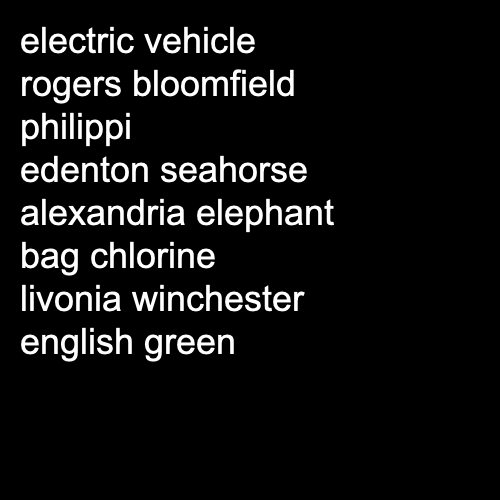 electric vehicle
rogers bloomfield
philippi
edenton seahorse
alexandria elephant
bag chlorine
livonia winchester
english green